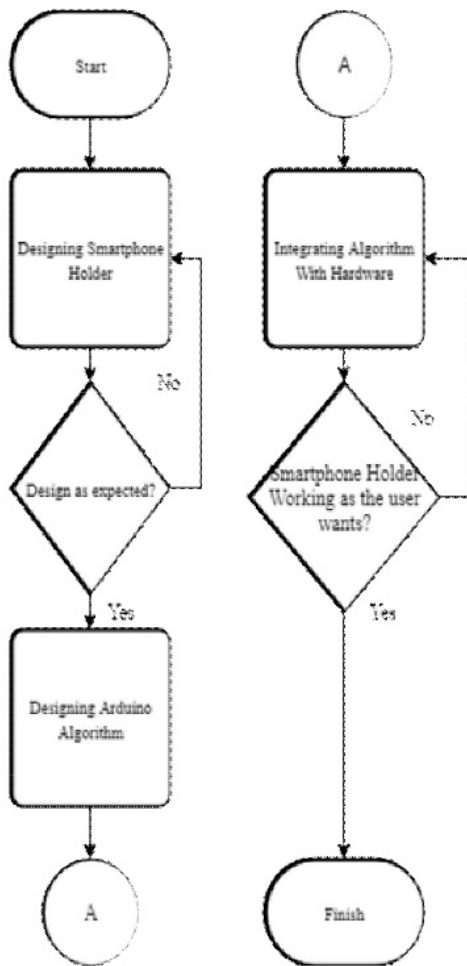 Start
Designing Smartphone
Holder
No
Design as expected?
Yes
Designing Arduino
Algorithm
A
A
Integrating Algorithm
With Hardware
No
Smartphone Holder
Working as the user
wants?
Yes
Finish